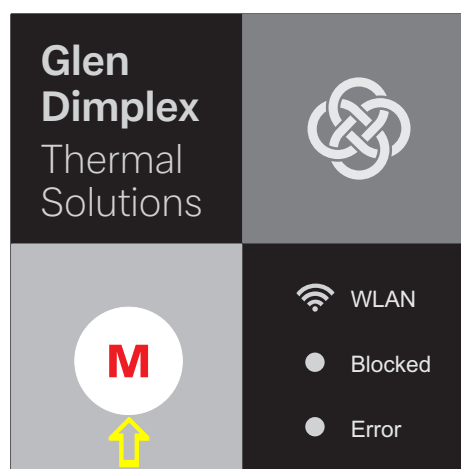 Glen
Dimplex
Thermal
Solutions
M
WLAN
Blocked
Error